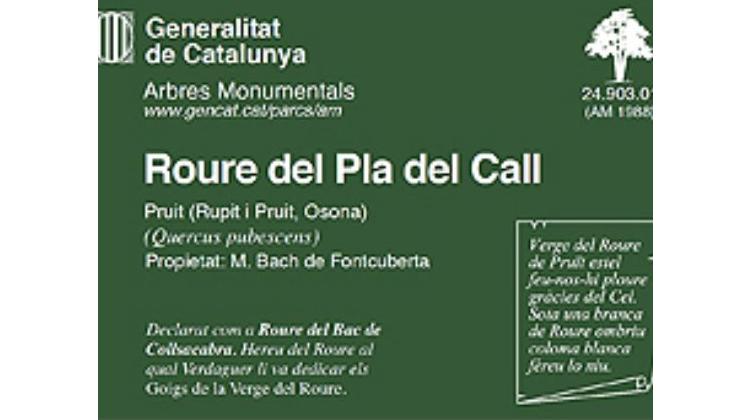 Generalitat
de Catalunya
Arbres Monumentals
www.gencat.cat/parcs/am
24.903.01
(AM 1988)
Roure del Pla del Call
Pruit (Rupit i Pruit, Osona)
(Quercus pubescens)
Propietat: M. Bach de Fontcuberta
Declarat com a Roure del Bac de
Collsacabra. Hereu del Roure al
qual Verdaguer li va dedicar els
Goigs de la Verge del Roure.
Verge del Roure
de Pruit estel
feu-nos-hi ploure
gràcies del Cel.
Sota una branca
de Roure ombriu
coloma blanca
féreu lo niu.